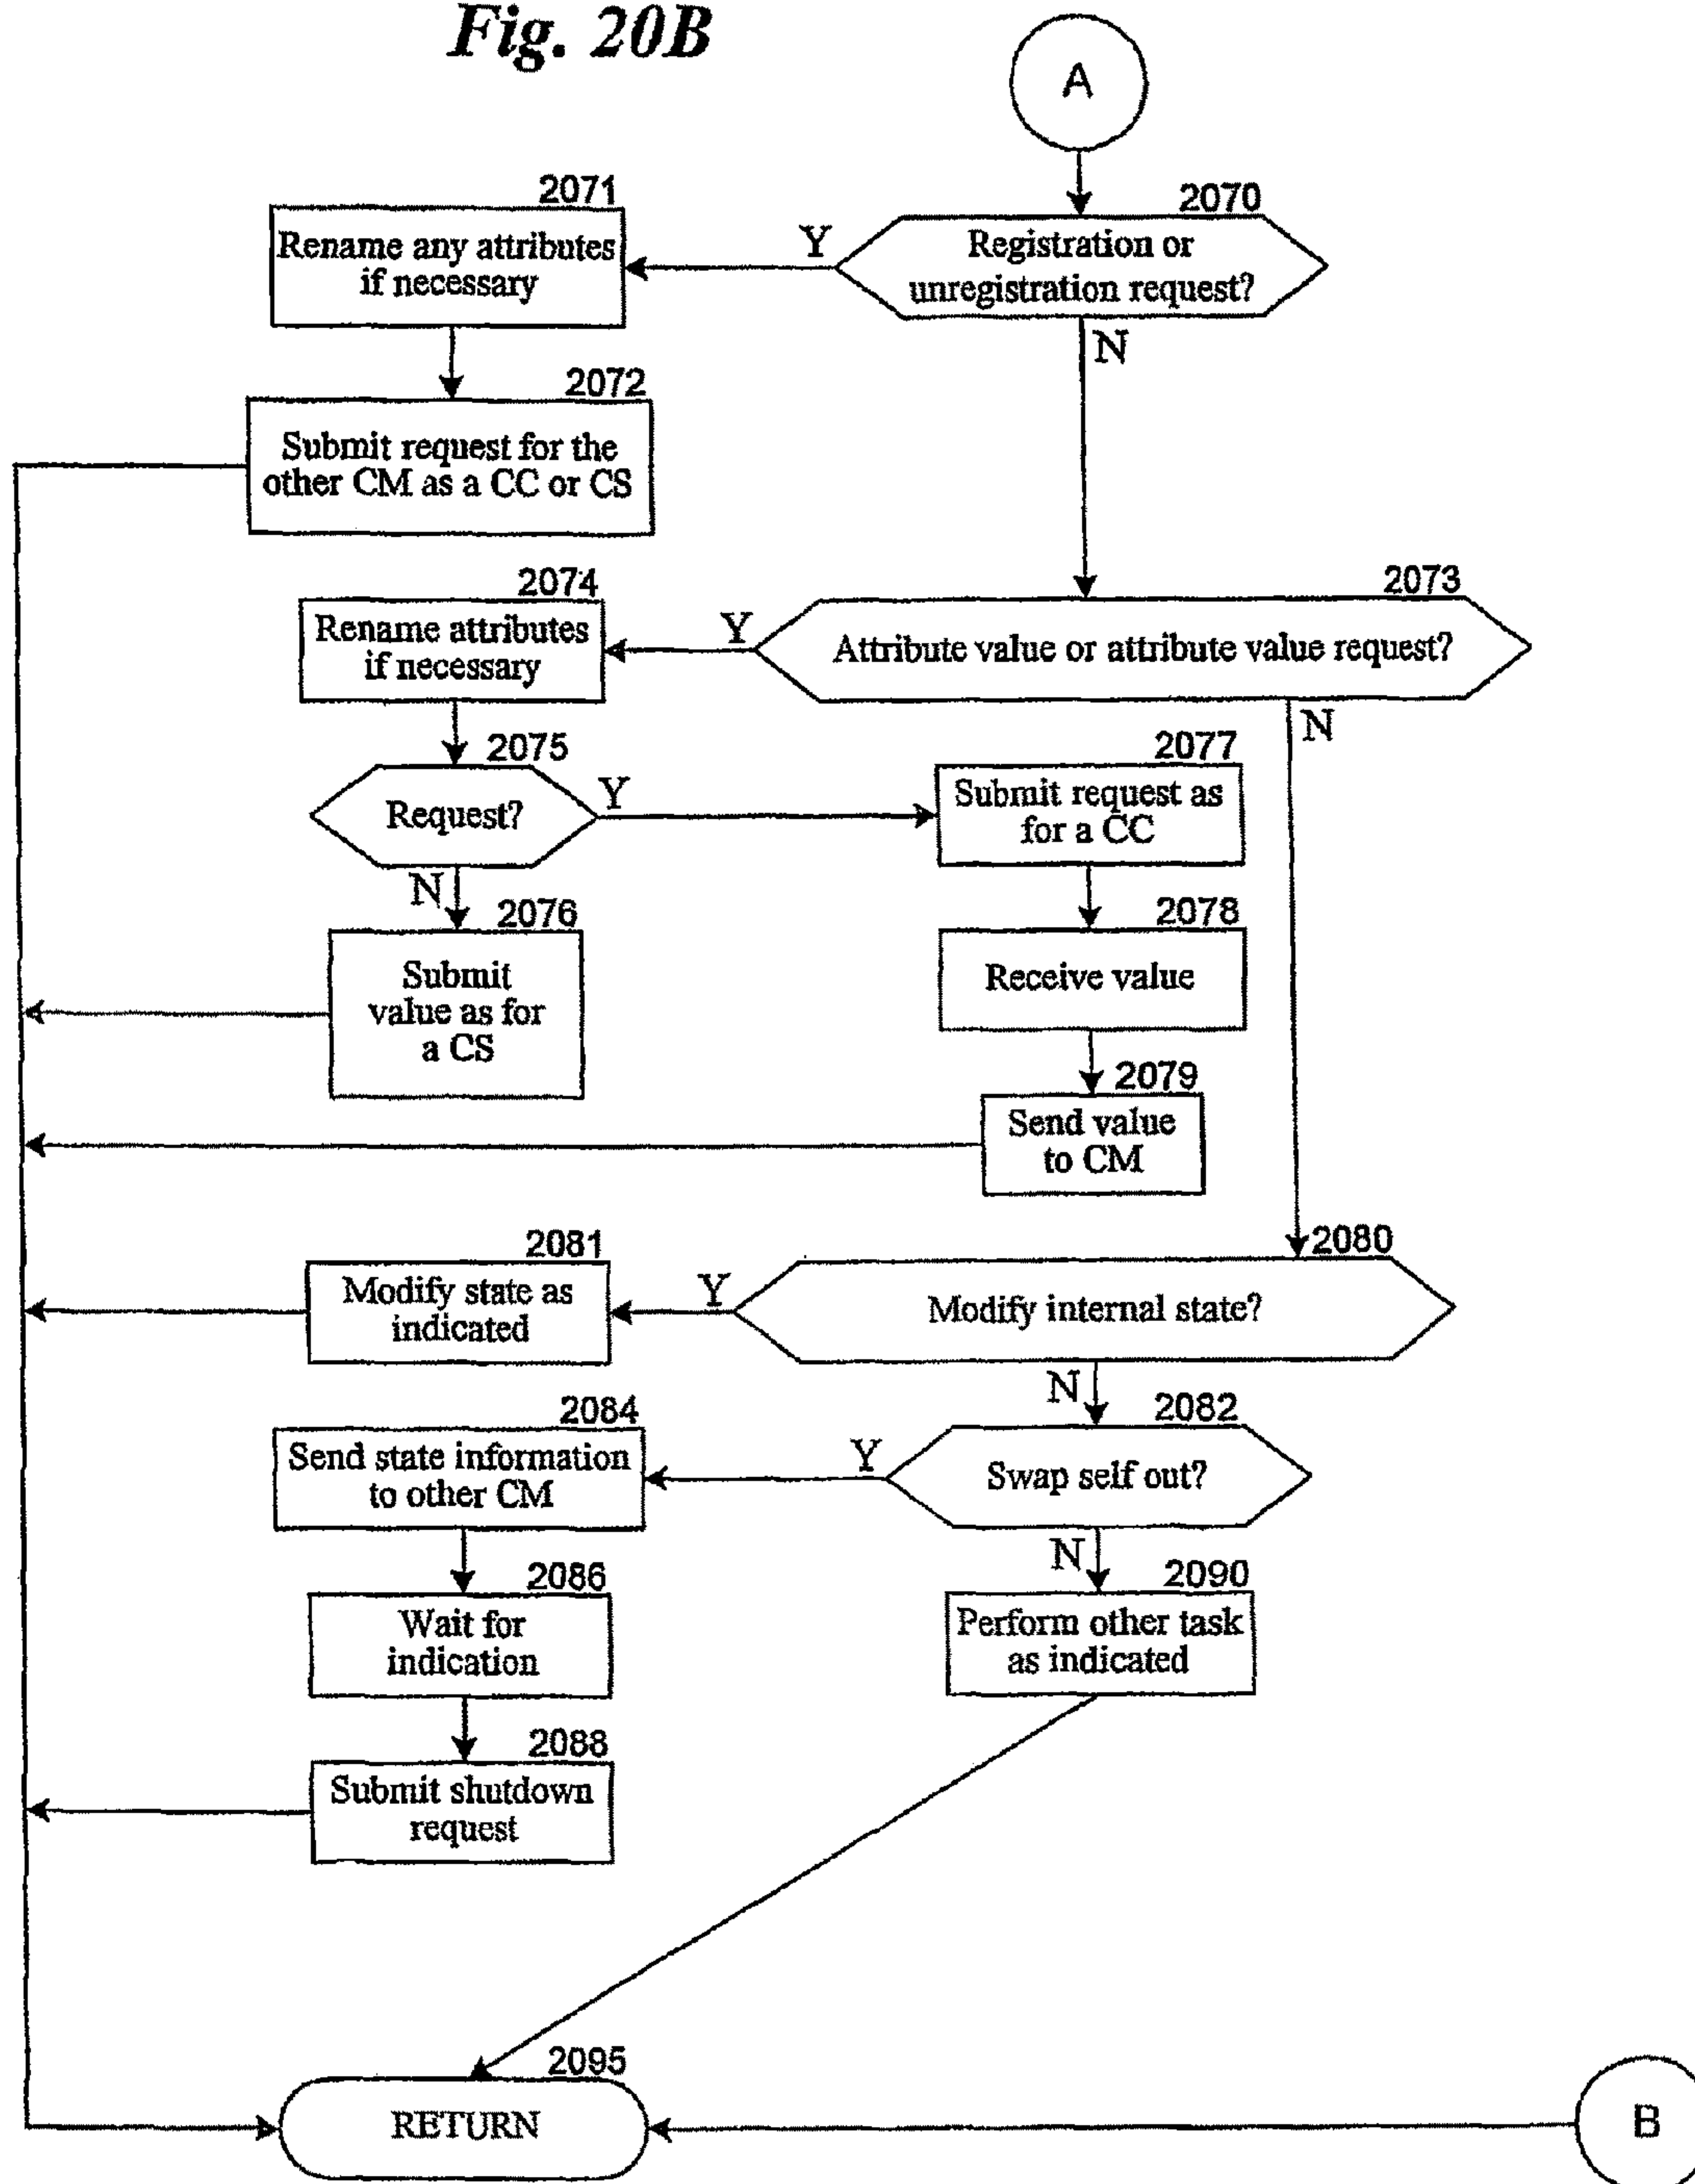 Fig. 20B
A
2070
Registration or
unregistration request?
Y
N
2071
Rename any attributes
if necessary
2072
Submit request for the
other CM as a CC or CS
2073
Attribute value or attribute value request?
Y
N
2074
Rename attributes
if necessary
2075
Request?
Y
N
2076
Submit
value as for
a CS
2077
Submit request as
for a CC
2078
Receive value
2079
Send value
to CM
2080
Modify internal state?
Y
N
2081
Modify state as
indicated
2082
Swap self out?
Y
N
2084
Send state information
to other CM
2086
Wait for
indication
2088
Submit shutdown
request
2090
Perform other task
as indicated
2095
RETURN
B